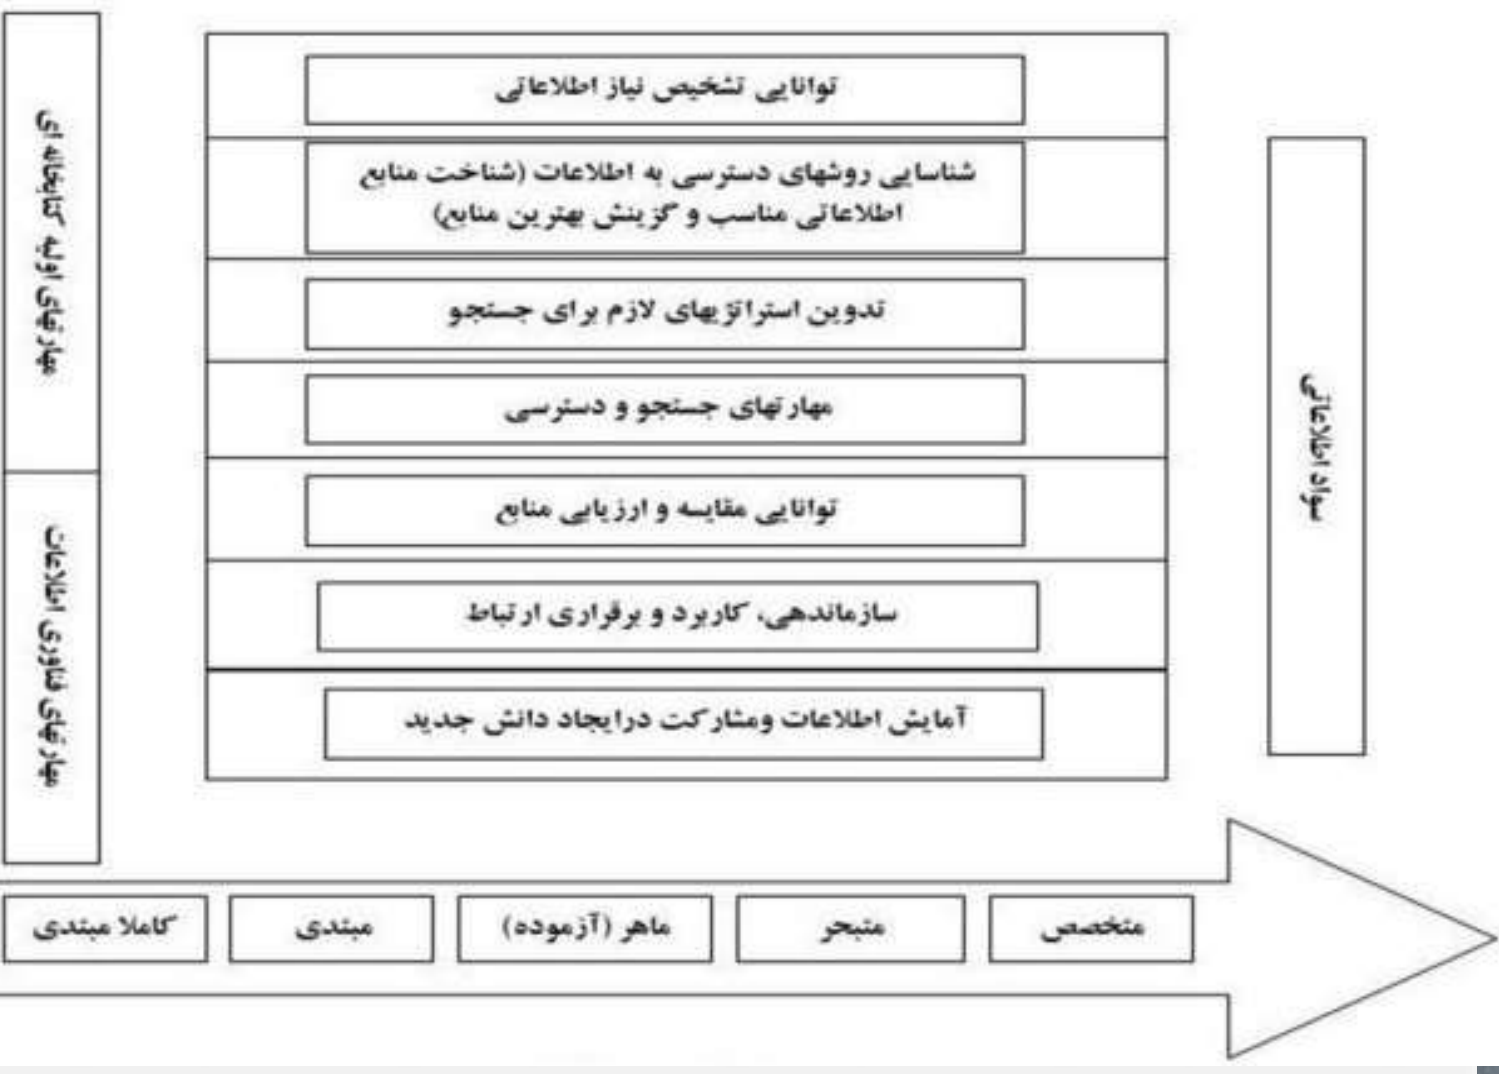 توانایی تشخیص نیاز اطلاعاتی
شناسایی روشهای دسترسی به اطلاعات (شناخت منابع
اطلاعاتی مناسب و گزینش بهترین منابع)
تدوین استراتژیهای لازم برای جستجو
مهارتهای جستجو و دسترسی
توانایی مقایسه و ارزیابی منابع
سازماندهی، کاربرد و برقراری ارتباط
آمایش اطلاعات ومشارکت درایجاد دانش جدید
سواد اطلاعاتی
مهارتهای اولیه کتابخانه ای
مهارتهای فناوری اطلاعات
متخصص
متبحر
ماهر (آزموده)
مبتدی
کاملا مبتدی